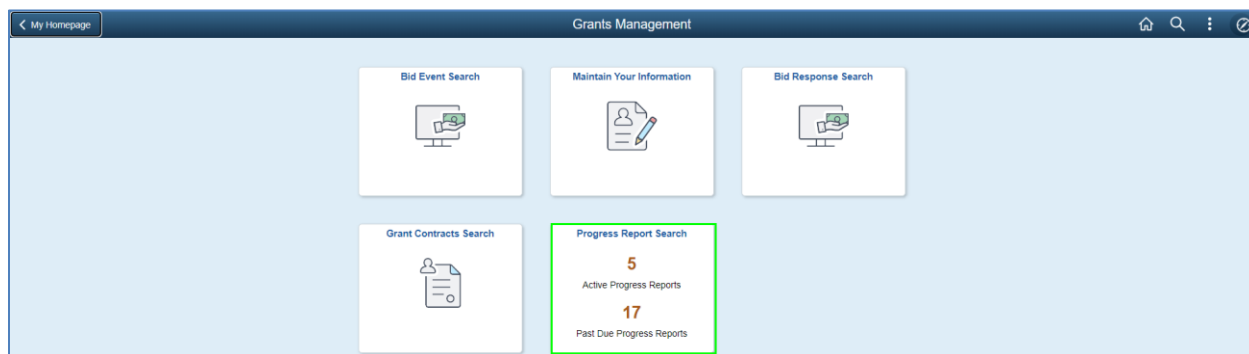 My Homepage
Grants Management
Bid Event Search
Maintain Your Information
Bid Response Search
Grant Contracts Search
Progress Report Search
5
Active Progress Reports
17
Past Due Progress Reports